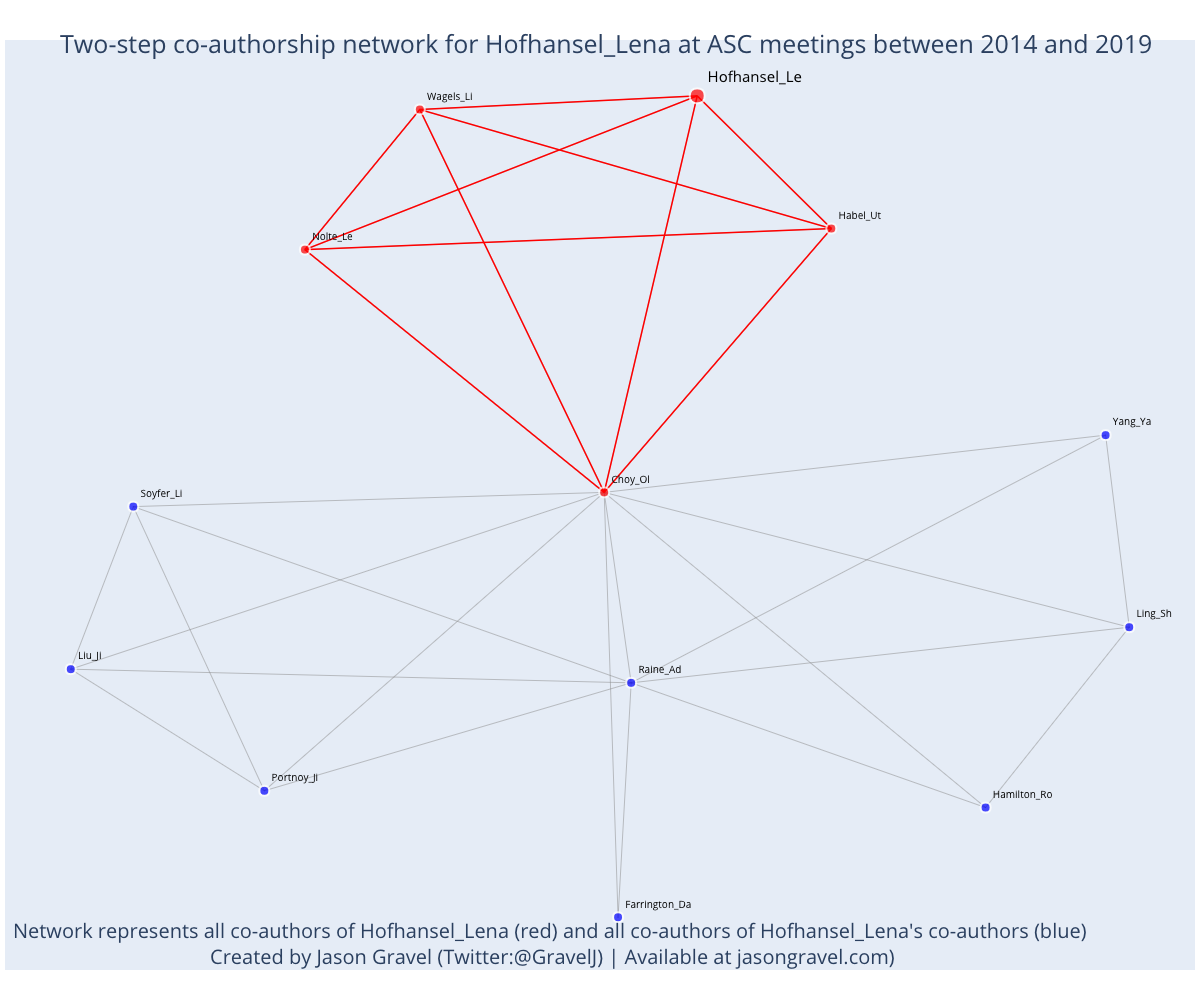 Two-step co-authorship network for Hofhansel_Lena at ASC meetings between 2014 and 2019
Hofhansel_Le
Wagels_Li
Habel_Ut
Nolte_Le
Yang_Ya
Choy_Ol
Soyfer_Li
Ling_Sh
Liu_Ji
Raine_Ad
Portnoy_Ji
Hamilton_Ro
Farrington_Da
Network represents all co-authors of Hofhansel_Lena (red) and all co-authors of Hofhansel_Lena's co-authors (blue)
Created by Jason Gravel (Twitter:@GravelJ) | Available at jasongravel.com)